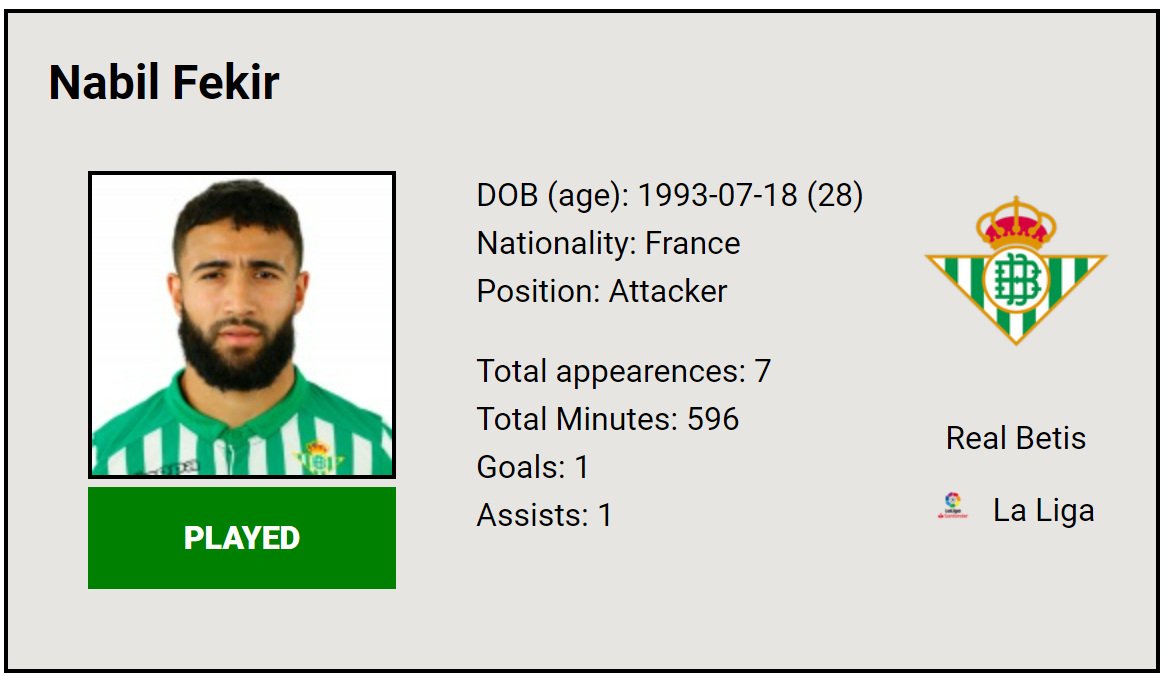 Nabil Fekir
DOB (age): 1993-07-18 (28)
Nationality: France
Position: Attacker
Total appearences: 7
Total Minutes: 596
Goals: 1
Assists: 1
PLAYED
Real Betis
La Liga